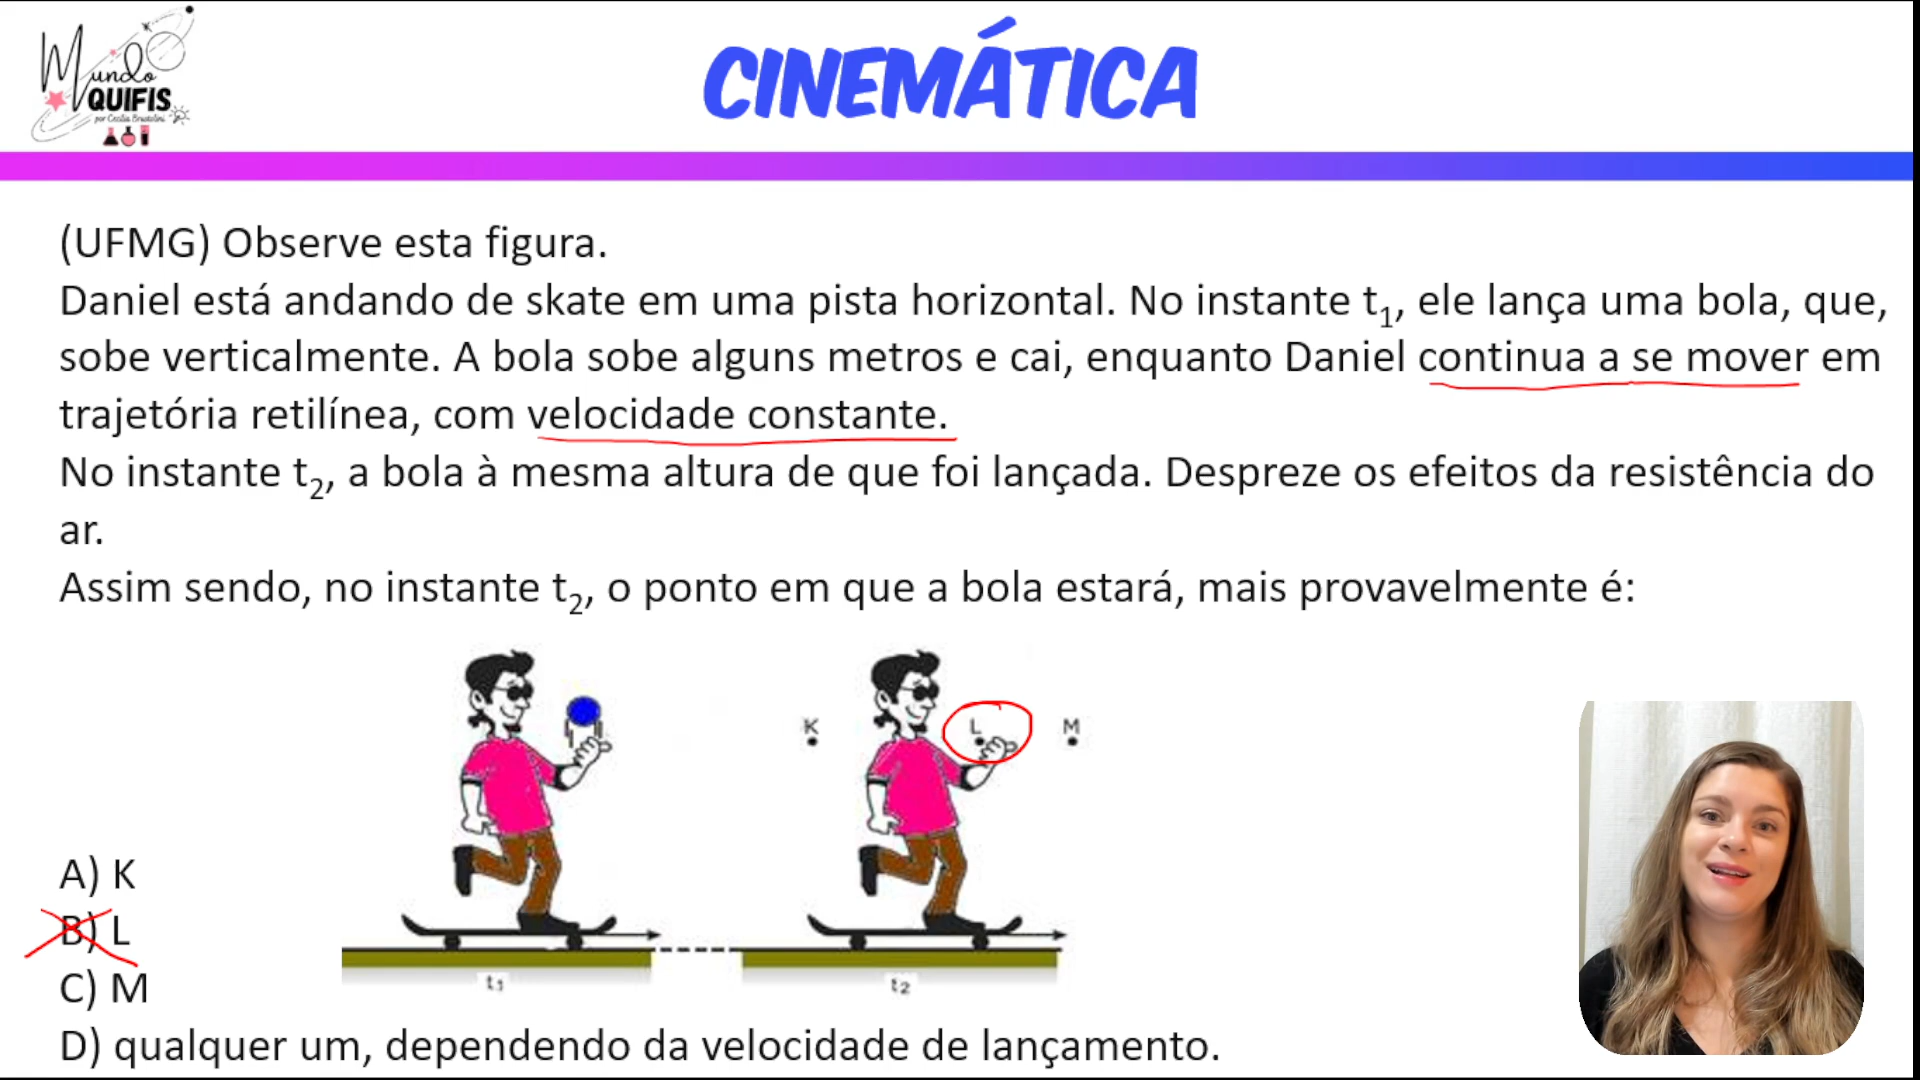 Mundo
QUIFIS
por Cecília Brustolini
CINEMÁTICA
(UFMG) Observe esta figura.
Daniel está andando de skate em uma pista horizontal. No instante t₁, ele lança uma bola, que,
sobe verticalmente. A bola sobe alguns metros e cai, enquanto Daniel continua a se mover em
trajetória retilínea, com velocidade constante.
No instante t₂, a bola à mesma altura de que foi lançada. Despreze os efeitos da resistência do
ar.
Assim sendo, no instante t₂, o ponto em que a bola estará, mais provavelmente é:
K L M
t₁ t₂
A) K
B) L
C) M
D) qualquer um, dependendo da velocidade de lançamento.